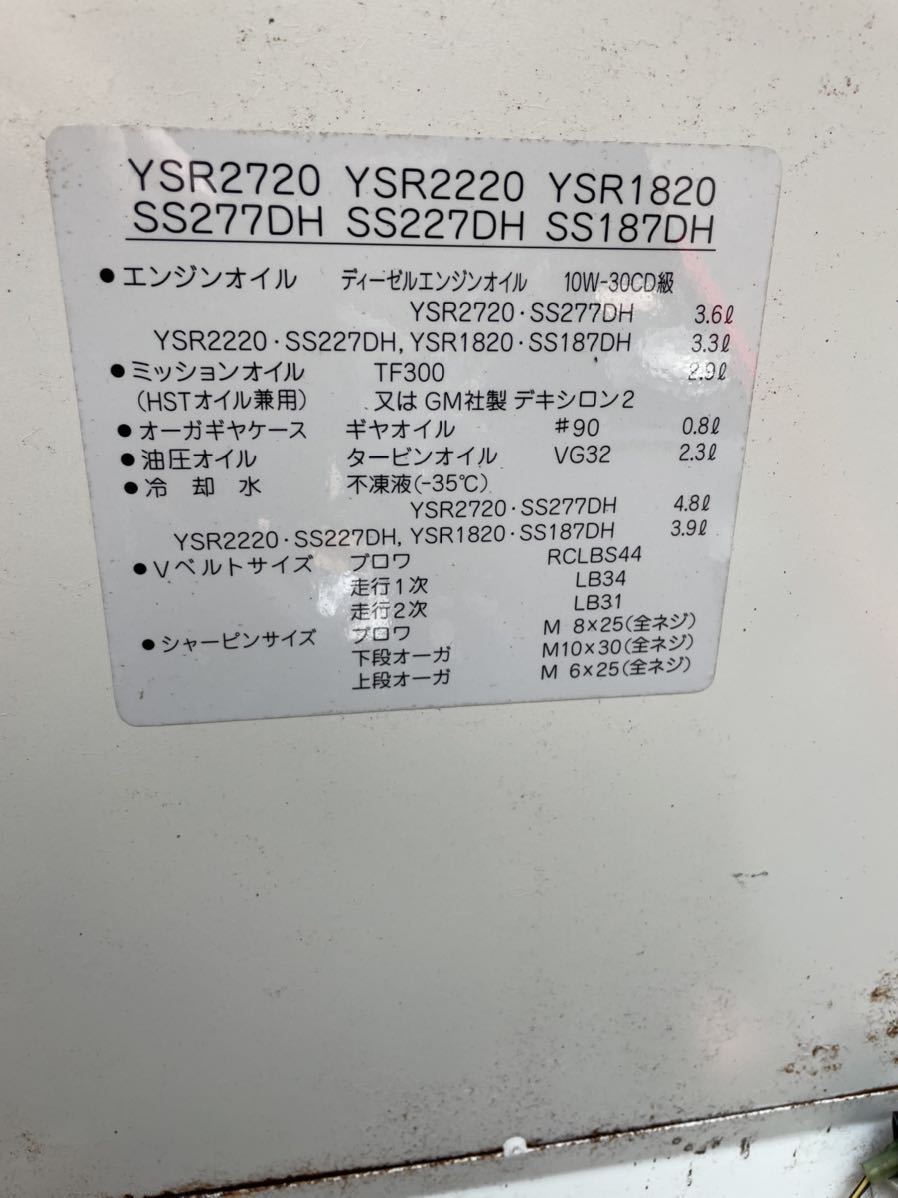 YSR2720 YSR2220 YSR1820
SS277DH SS227DH SS187DH
●エンジンオイル ディーゼルエンジンオイル 10W-30CD級
YSR2720・SS277DH 3.6ℓ
YSR2220・SS227DH, YSR1820・SS187DH 3.3ℓ
●ミッションオイル TF300 2.9ℓ
(HSTオイル兼用) 又は GM社製 デキシロン2
●オーガギヤケース ギヤオイル #90 0.8ℓ
●油圧オイル タービンオイル VG32 2.3ℓ
●冷却水 不凍液(-35℃)
YSR2720・SS277DH 4.8ℓ
YSR2220・SS227DH, YSR1820・SS187DH 3.9ℓ
●Vベルトサイズ ブロワ RCLBS44
走行1次 LB34
走行2次 LB31
●シャーピンサイズ ブロワ M 8×25(全ネジ)
下段オーガ M10×30(全ネジ)
上段オーガ M 6×25(全ネジ)